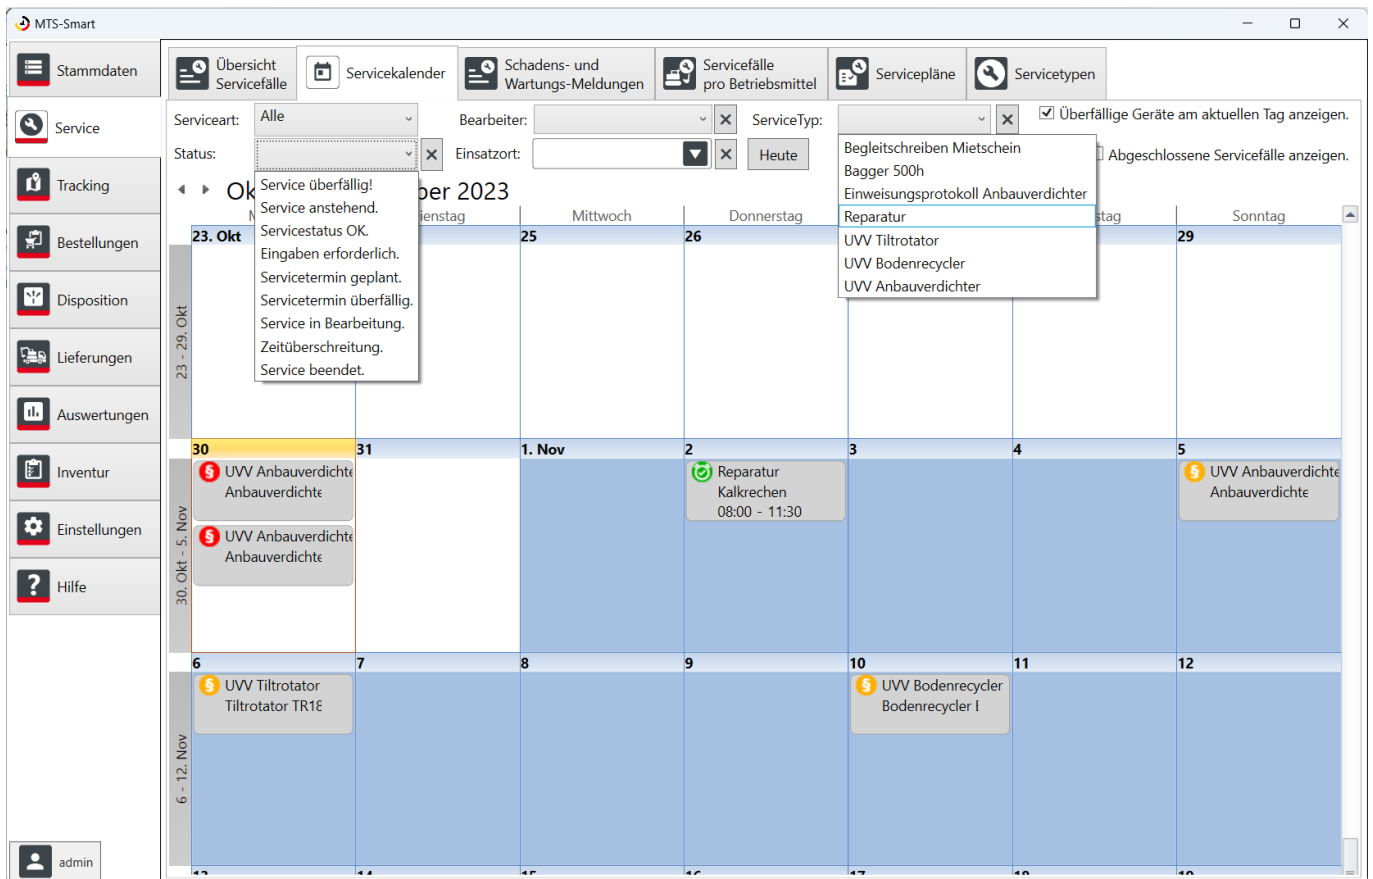 MTS-Smart
Stammdaten
Service
Tracking
Bestellungen
Disposition
Lieferungen
Auswertungen
Inventur
Einstellungen
Hilfe
admin
Übersicht
Servicefälle
Servicekalender
Schadens- und
Wartungs-Meldungen
Servicefälle
pro Betriebsmittel
Servicepläne
Servicetypen
Serviceart:
Alle
Bearbeiter:
ServiceTyp:
Überfällige Geräte am aktuellen Tag anzeigen.
Status:
Einsatzort:
Heute
Abgeschlossene Servicefälle anzeigen.
Service überfällig!
Service anstehend.
Servicestatus OK.
Eingaben erforderlich.
Servicetermin geplant.
Servicetermin überfällig.
Service in Bearbeitung.
Zeitüberschreitung.
Service beendet.
Begleitschreiben Mietschein
Bagger 500h
Einweisungsprotokoll Anbauverdichter
Reparatur
UVV Tiltrotator
UVV Bodenrecycler
UVV Anbauverdichter
2023
Mittwoch
Donnerstag
Sonntag
23. Okt
25
26
29
23 - 29. Okt
30
31
1. Nov
2
3
4
5
30. Okt - 5. Nov
UVV Anbauverdichte
Anbauverdichte
UVV Anbauverdichte
Anbauverdichte
Reparatur
Kalkrechen
08:00 - 11:30
UVV Anbauverdichte
Anbauverdichte
6
7
8
9
10
11
12
6 - 12. Nov
UVV Tiltrotator
Tiltrotator TR18
UVV Bodenrecycler
Bodenrecycler